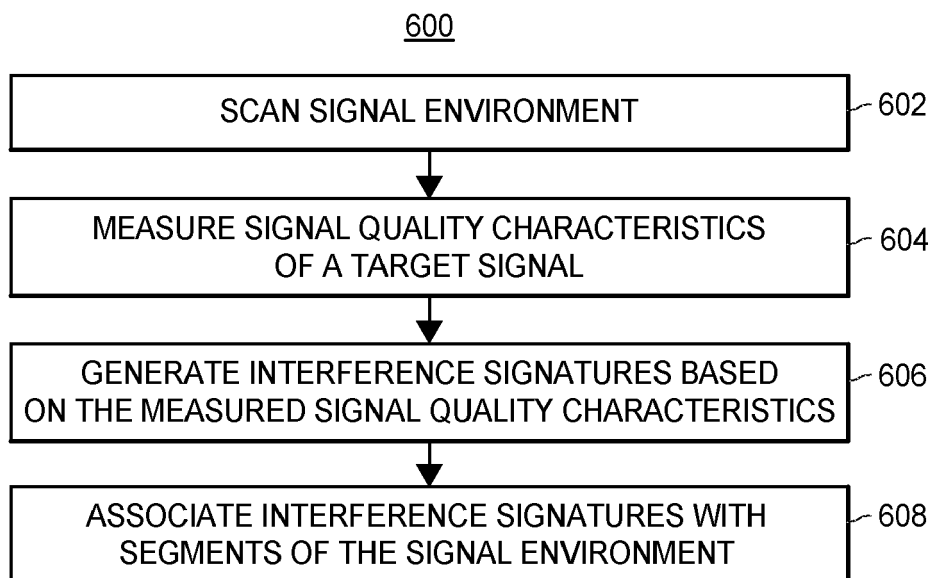 600
SCAN SIGNAL ENVIRONMENT
602
MEASURE SIGNAL QUALITY CHARACTERISTICS
OF A TARGET SIGNAL
604
GENERATE INTERFERENCE SIGNATURES BASED
ON THE MEASURED SIGNAL QUALITY CHARACTERISTICS
606
ASSOCIATE INTERFERENCE SIGNATURES WITH
SEGMENTS OF THE SIGNAL ENVIRONMENT
608